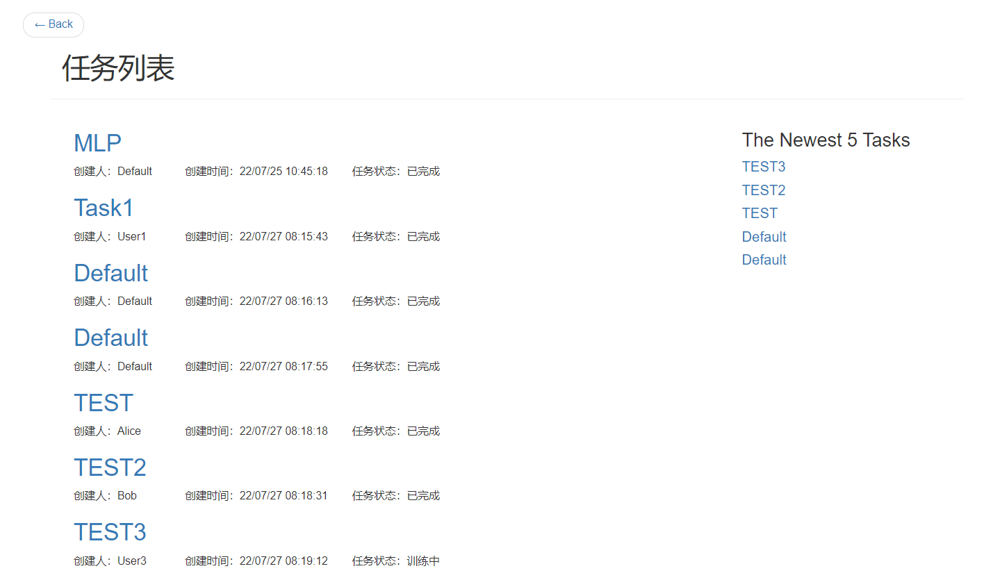 ← Back
任务列表
MLP
创建人：Default 创建时间：22/07/25 10:45:18 任务状态：已完成
Task1
创建人：User1 创建时间：22/07/27 08:15:43 任务状态：已完成
Default
创建人：Default 创建时间：22/07/27 08:16:13 任务状态：已完成
Default
创建人：Default 创建时间：22/07/27 08:17:55 任务状态：已完成
TEST
创建人：Alice 创建时间：22/07/27 08:18:18 任务状态：已完成
TEST2
创建人：Bob 创建时间：22/07/27 08:18:31 任务状态：已完成
TEST3
创建人：User3 创建时间：22/07/27 08:19:12 任务状态：训练中
The Newest 5 Tasks
TEST3
TEST2
TEST
Default
Default